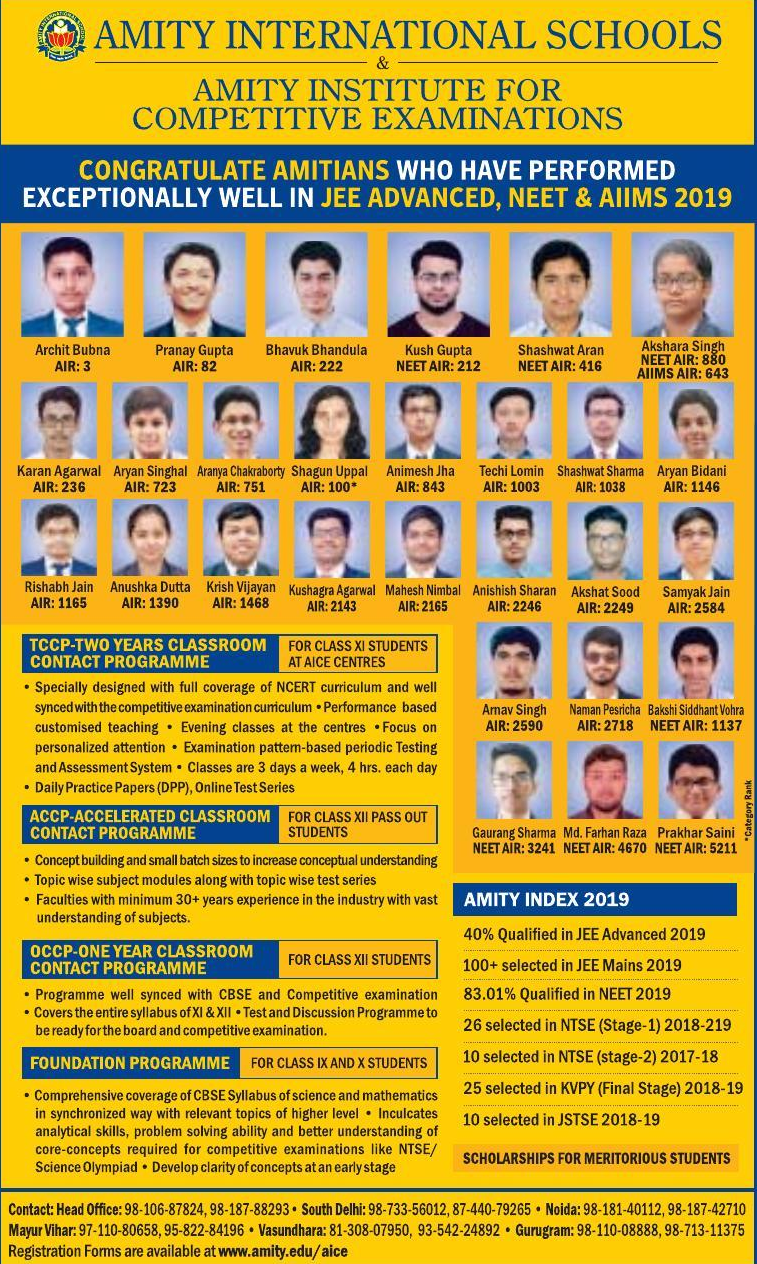 AMITY INTERNATIONAL SCHOOLS
&
AMITY INSTITUTE FOR
COMPETITIVE EXAMINATIONS
CONGRATULATE AMITIANS WHO HAVE PERFORMED
EXCEPTIONALLY WELL IN JEE ADVANCED, NEET & AIIMS 2019
Archit Bubna
AIR: 3
Pranay Gupta
AIR: 82
Bhavuk Bhandula
AIR: 222
Kush Gupta
NEET AIR: 212
Shashwat Aran
NEET AIR: 416
Akshara Singh
NEET AIR: 880
AIIMS AIR: 643
Karan Agarwal
AIR: 236
Aryan Singhal
AIR: 723
Aranya Chakraborty
AIR: 751
Shagun Uppal
AIR: 100*
Animesh Jha
AIR: 843
Techi Lomin
AIR: 1003
Shashwat Sharma
AIR: 1038
Aryan Bidani
AIR: 1146
Rishabh Jain
AIR: 1165
Anushka Dutta
AIR: 1390
Krish Vijayan
AIR: 1468
Kushagra Agarwal
AIR: 2143
Mahesh Nimbal
AIR: 2165
Anishish Sharan
AIR: 2246
Akshat Sood
AIR: 2249
Samyak Jain
AIR: 2584
Arnav Singh
AIR: 2590
Naman Pesricha
AIR: 2718
Bakshi Siddhant Vohra
NEET AIR: 1137
Gaurang Sharma
NEET AIR: 3241
Md. Farhan Raza
NEET AIR: 4670
Prakhar Saini
NEET AIR: 5211
*Category Rank
TCCP-TWO YEARS CLASSROOM
CONTACT PROGRAMME
FOR CLASS XI STUDENTS
AT AICE CENTRES
• Specially designed with full coverage of NCERT curriculum and well
synced with the competitive examination curriculum • Performance based
customised teaching • Evening classes at the centres • Focus on
personalized attention • Examination pattern-based periodic Testing
and Assessment System • Classes are 3 days a week, 4 hrs. each day
• Daily Practice Papers (DPP), Online Test Series
ACCP-ACCELERATED CLASSROOM
CONTACT PROGRAMME
FOR CLASS XII PASS OUT
STUDENTS
• Concept building and small batch sizes to increase conceptual understanding
• Topic wise subject modules along with topic wise test series
• Faculties with minimum 30+ years experience in the industry with vast
understanding of subjects.
OCCP-ONE YEAR CLASSROOM
CONTACT PROGRAMME
FOR CLASS XII STUDENTS
• Programme well synced with CBSE and Competitive examination
• Covers the entire syllabus of XI & XII • Test and Discussion Programme to
be ready for the board and competitive examination.
FOUNDATION PROGRAMME
FOR CLASS IX AND X STUDENTS
• Comprehensive coverage of CBSE Syllabus of science and mathematics
in synchronized way with relevant topics of higher level • Inculcates
analytical skills, problem solving ability and better understanding of
core-concepts required for competitive examinations like NTSE/
Science Olympiad • Develop clarity of concepts at an early stage
AMITY INDEX 2019
40% Qualified in JEE Advanced 2019
100+ selected in JEE Mains 2019
83.01% Qualified in NEET 2019
26 selected in NTSE (Stage-1) 2018-219
10 selected in NTSE (stage-2) 2017-18
25 selected in KVPY (Final Stage) 2018-19
10 selected in JSTSE 2018-19
SCHOLARSHIPS FOR MERITORIOUS STUDENTS
Contact: Head Office: 98-106-87824, 98-187-88293 • South Delhi: 98-733-56012, 87-440-79265 • Noida: 98-181-40112, 98-187-42710
Mayur Vihar: 97-110-80658, 95-822-84196 • Vasundhara: 81-308-07950, 93-542-24892 • Gurugram: 98-110-08888, 98-713-11375
Registration Forms are available at www.amity.edu/aice